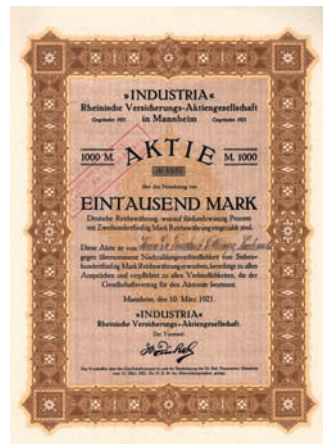 »INDUSTRIA«
Rheinische Versicherungs-Aktiengesellschaft
Gegründet 1921 in Mannheim Gegründet 1921
1000 M. AKTIE M. 1000
über den Nennbetrag von
EINTAUSEND MARK
Deutsche Reichswährung, worauf fünfundzwanzig Prozent
mit Zweihundertfünfzig Mark Reichswährung eingezahlt sind.
Diese Aktie ist von
gegen übernommene Nachzahlungsverbindlichkeit von Sieben-
hundertfünfzig Mark Reichswährung erworben, berechtigt zu allen
Ansprüchen und verpflichtet zu allen Verbindlichkeiten, die der
Gesellschaftsvertrag für den Aktionär bestimmt.
Mannheim, den 10. März 1921.
»INDUSTRIA«
Rheinische Versicherungs-Aktiengesellschaft.
Der Vorstand: